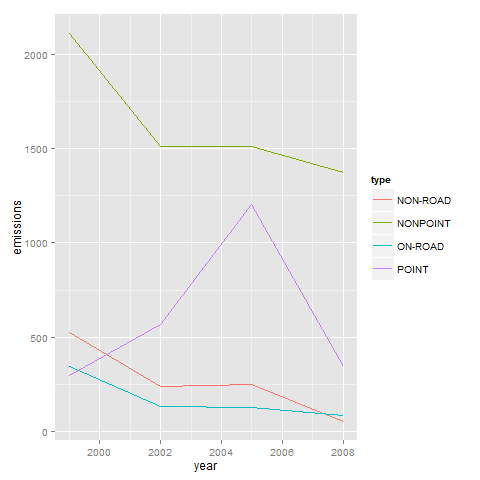 2000
1500
1000
500
0
emissions
2000
2002
2004
2006
2008
year
type
NON-ROAD
NONPOINT
ON-ROAD
POINT